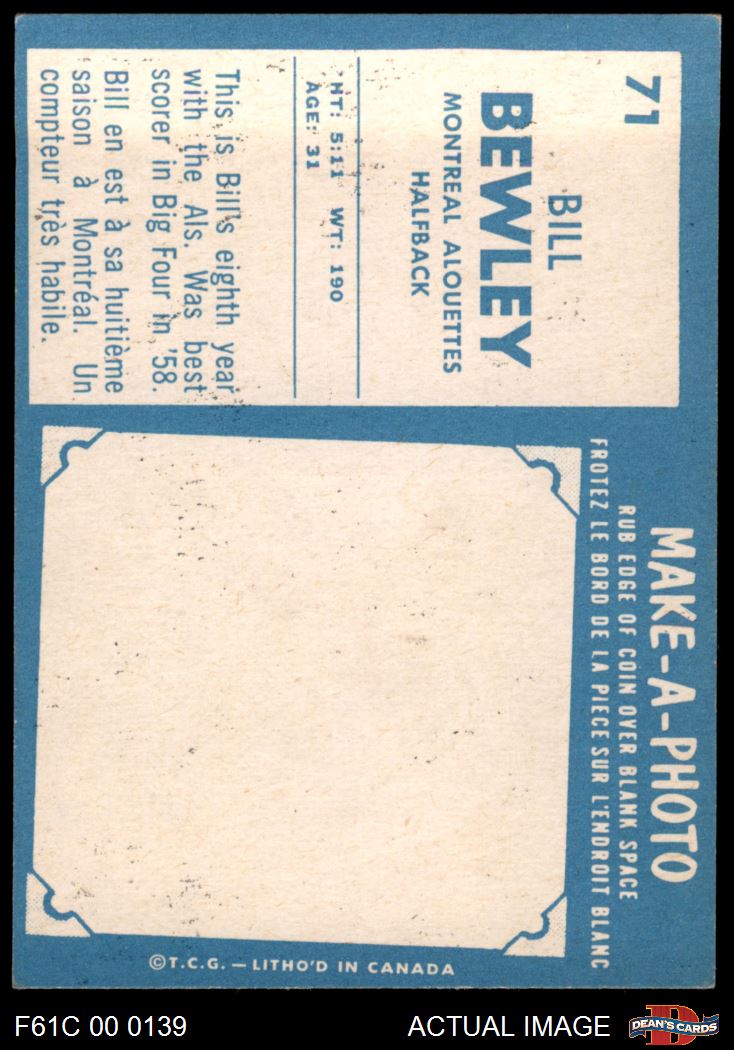 71
BILL
BEWLEY
MONTREAL ALOUETTES
HALFBACK
HT: 5:11 WT: 190
AGE: 31
This is Bill's eighth year
with the Als. Was best
scorer in Big Four in '58.
Bill en est à sa huitième
saison à Montréal. Un
compteur très habile.
MAKE-A-PHOTO
RUB EDGE OF COIN OVER BLANK SPACE
FROTEZ LE BORD DE LA PIECE SUR L'ENDROIT BLANC
©T.C.G. — LITHO'D IN CANADA
F61C 00 0139
ACTUAL IMAGE
D
DEAN'S CARDS